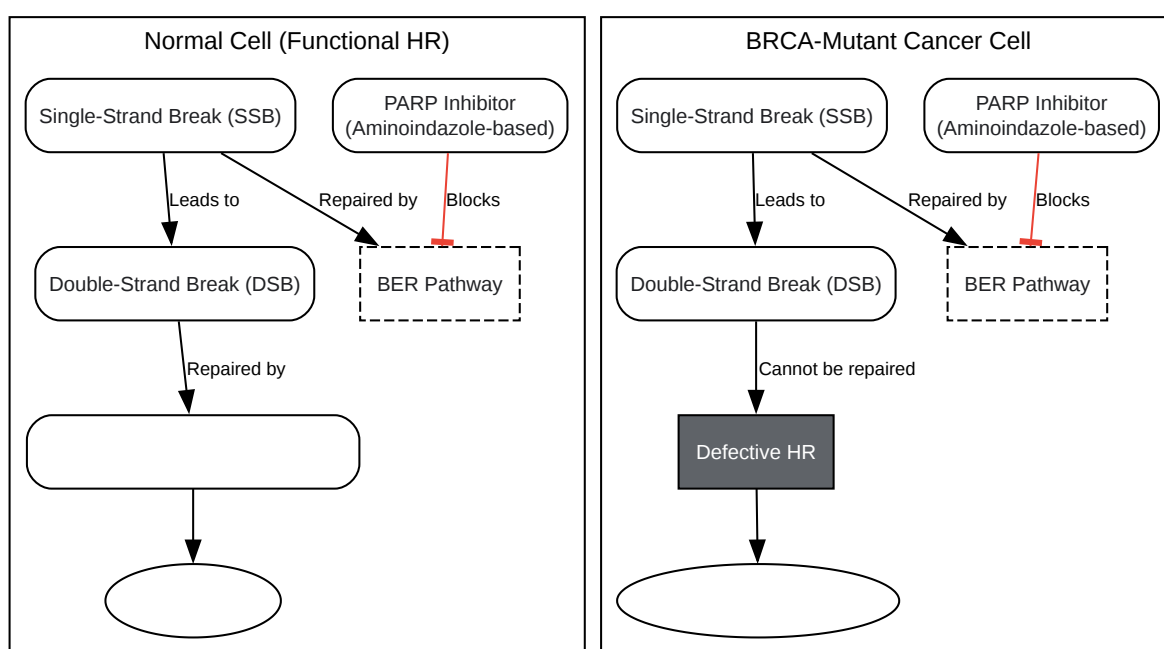 Normal Cell (Functional HR)
Single-Strand Break (SSB)
PARP Inhibitor
(Aminoindazole-based)
Leads to
Repaired by
Blocks
Double-Strand Break (DSB)
BER Pathway
Repaired by
BRCA-Mutant Cancer Cell
Single-Strand Break (SSB)
PARP Inhibitor
(Aminoindazole-based)
Leads to
Repaired by
Blocks
Double-Strand Break (DSB)
BER Pathway
Cannot be repaired
Defective HR